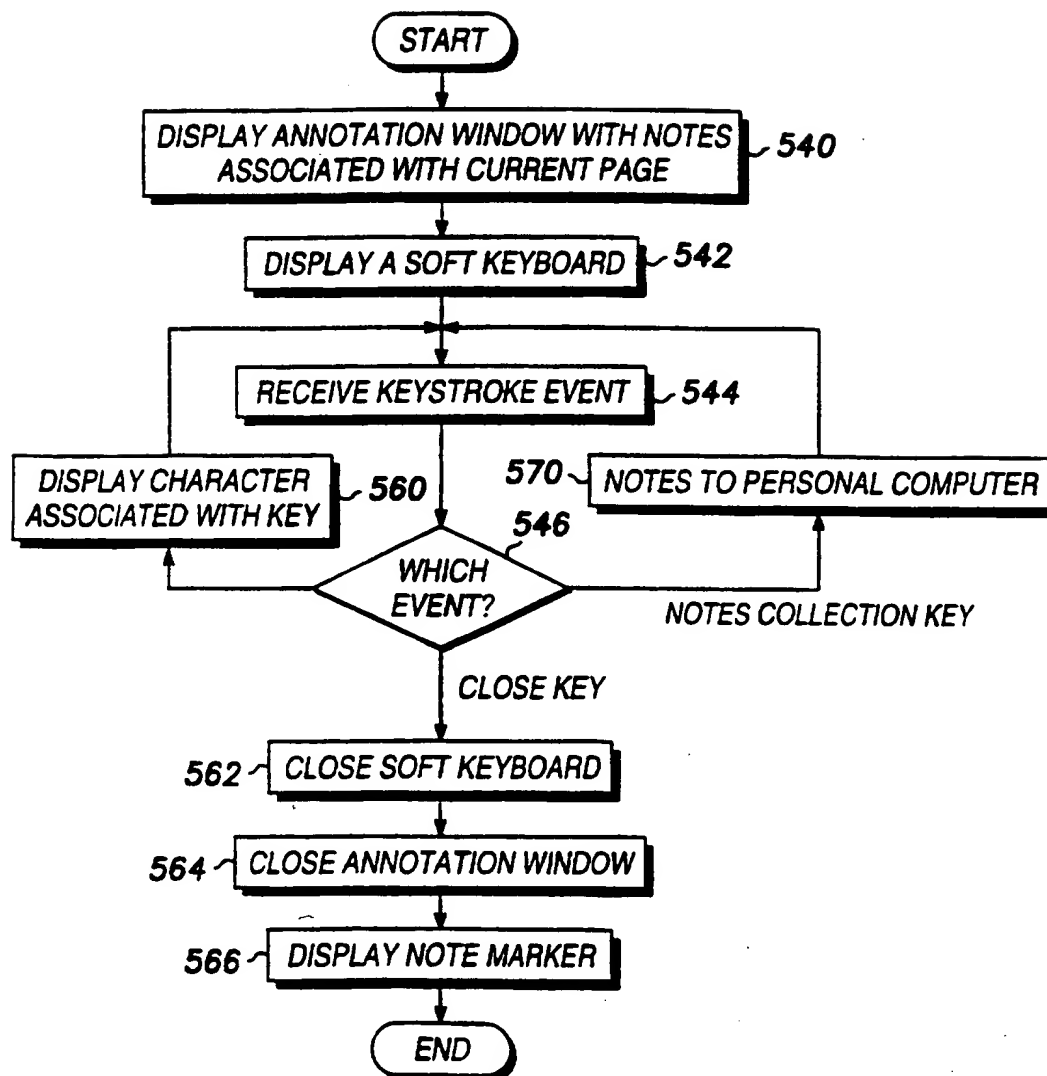 START
DISPLAY ANNOTATION WINDOW WITH NOTES
ASSOCIATED WITH CURRENT PAGE
540
DISPLAY A SOFT KEYBOARD
542
RECEIVE KEYSTROKE EVENT
544
DISPLAY CHARACTER
ASSOCIATED WITH KEY
560
570
NOTES TO PERSONAL COMPUTER
546
WHICH
EVENT?
NOTES COLLECTION KEY
CLOSE KEY
562
CLOSE SOFT KEYBOARD
564
CLOSE ANNOTATION WINDOW
566
DISPLAY NOTE MARKER
END